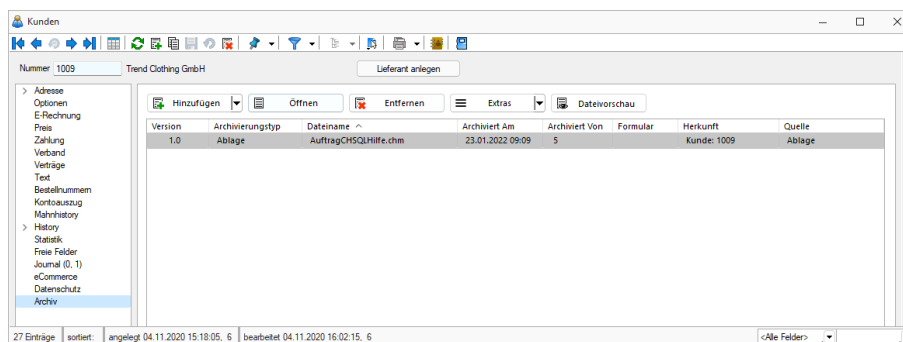 Kunden
Nummer 1009 Trend Clothing GmbH Lieferant anlegen
Adresse
Optionen
E-Rechnung
Preis
Zahlung
Verband
Verträge
Text
Bestellnummern
Kontoauszug
Mahnhistory
History
Statistik
Freie Felder
Journal (0, 1)
eCommerce
Datenschutz
Archiv
Hinzufügen Öffnen Entfernen Extras Dateivorschau
Version Archivierungstyp Dateiname Archiviert Am Archiviert Von Formular Herkunft Quelle
1.0 Ablage AuftragCHSQLHilfe.chm 23.01.2022 09:09 5 Kunde: 1009 Ablage
27 Einträge sortiert: angelegt 04.11.2020 15:18:05, 6 bearbeitet 04.11.2020 16:02:15, 6 <Alle Felder>